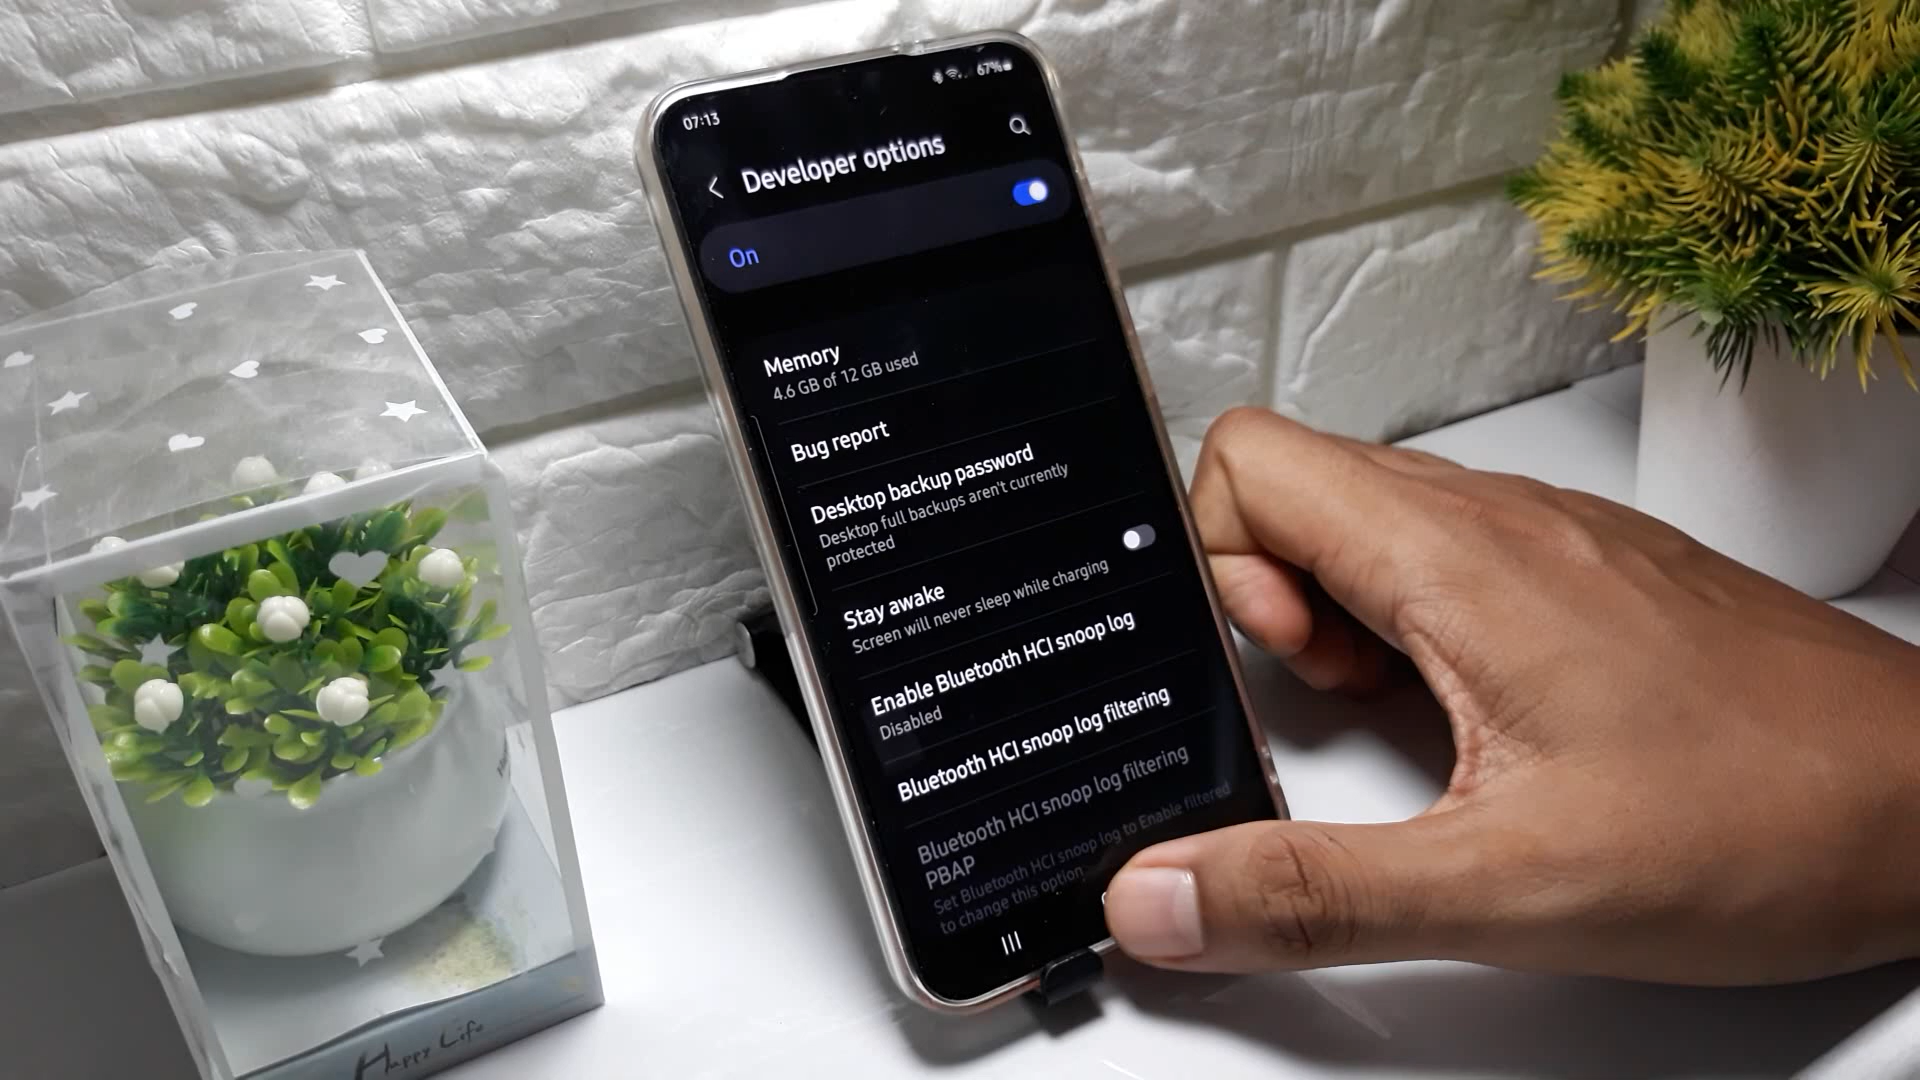 07:13
67%
Developer options
On
Memory
4.6 GB of 12 GB used
Bug report
Desktop backup password
Desktop full backups aren't currently
protected
Stay awake
Screen will never sleep while charging
Enable Bluetooth HCI snoop log
Disabled
Bluetooth HCI snoop log filtering
Bluetooth HCI snoop log filtering
PBAP
Set Bluetooth HCI snoop log to Enable filtered
to change this option
Happy Life